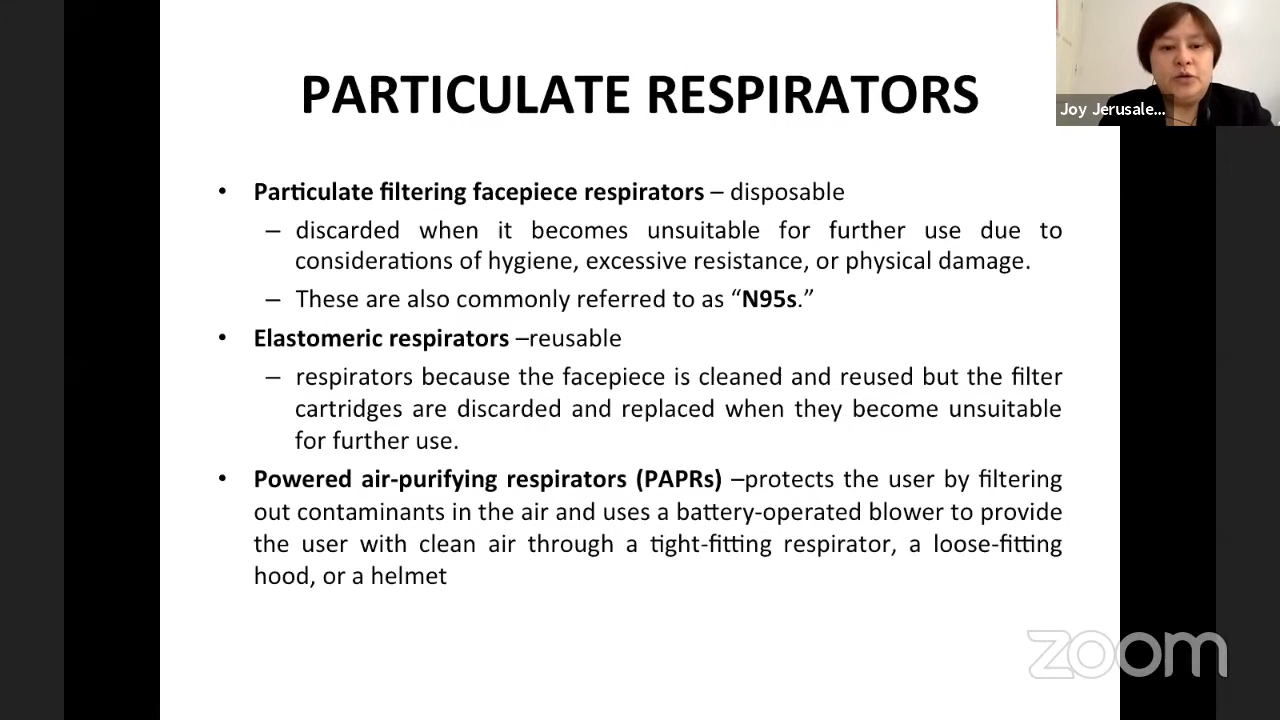 PARTICULATE RESPIRATORS
Joy Jerusale...
• Particulate filtering facepiece respirators – disposable
– discarded when it becomes unsuitable for further use due to
considerations of hygiene, excessive resistance, or physical damage.
– These are also commonly referred to as “N95s.”
• Elastomeric respirators –reusable
– respirators because the facepiece is cleaned and reused but the filter
cartridges are discarded and replaced when they become unsuitable
for further use.
• Powered air-purifying respirators (PAPRs) –protects the user by filtering
out contaminants in the air and uses a battery-operated blower to provide
the user with clean air through a tight-fitting respirator, a loose-fitting
hood, or a helmet
zoom